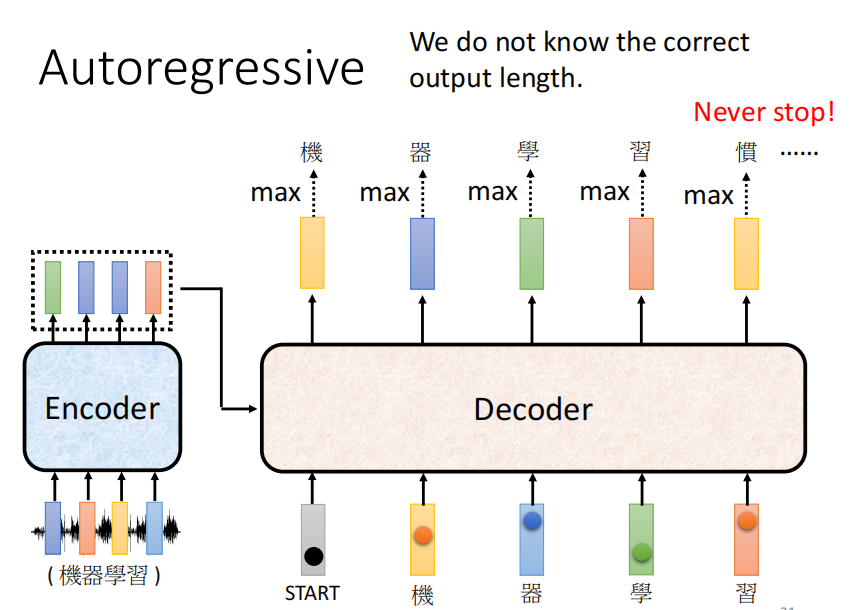 Autoregressive
We do not know the correct
output length.
Never stop!
機 器 學 習 慣 ……
max max max max max
Encoder
Decoder
(機器學習)
START 機 器 學 習